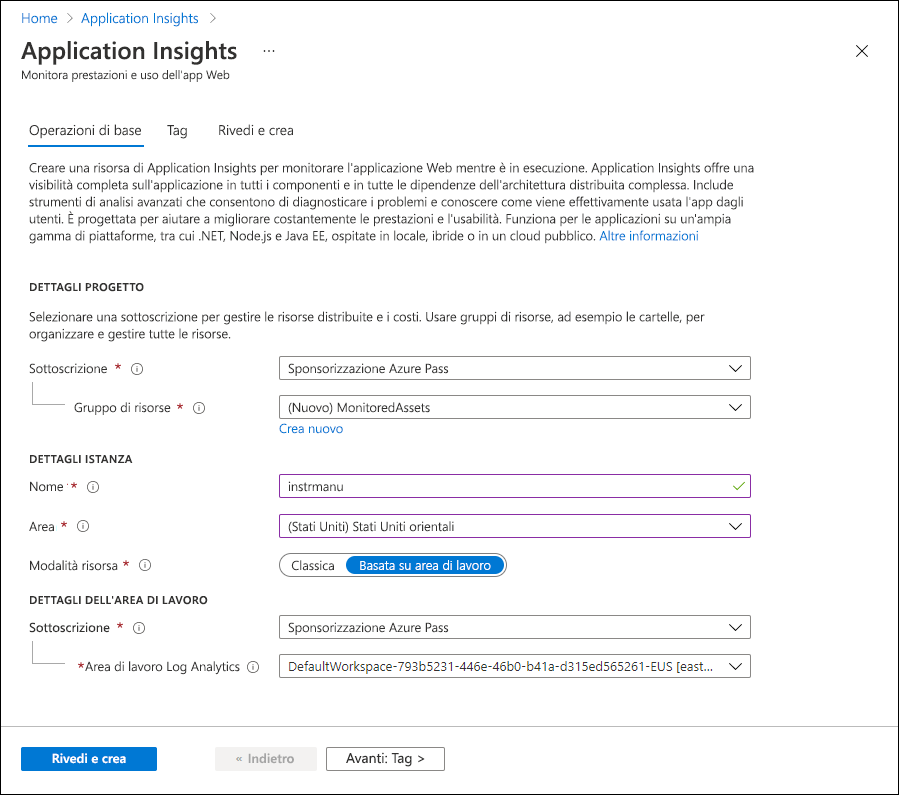 Home > Application Insights >
Application Insights ...
Monitora prestazioni e uso dell'app Web
Operazioni di base Tag Rivedi e crea
Creare una risorsa di Application Insights per monitorare l'applicazione Web mentre è in esecuzione. Application Insights offre una
visibilità completa sull'applicazione in tutti i componenti e in tutte le dipendenze dell'architettura distribuita complessa. Include
strumenti di analisi avanzati che consentono di diagnosticare i problemi e conoscere come viene effettivamente usata l'app dagli
utenti. È progettata per aiutare a migliorare costantemente le prestazioni e l'usabilità. Funziona per le applicazioni su un'ampia
gamma di piattaforme, tra cui .NET, Node.js e Java EE, ospitate in locale, ibride o in un cloud pubblico. Altre informazioni
DETTAGLI PROGETTO
Selezionare una sottoscrizione per gestire le risorse distribuite e i costi. Usare gruppi di risorse, ad esempio le cartelle, per
organizzare e gestire tutte le risorse.
Sottoscrizione * Sponsorizzazione Azure Pass
Gruppo di risorse * (Nuovo) MonitoredAssets
Crea nuovo
DETTAGLI ISTANZA
Nome * instrmanu
Area * (Stati Uniti) Stati Uniti orientali
Modalità risorsa * Classica Basata su area di lavoro
DETTAGLI DELL'AREA DI LAVORO
Sottoscrizione * Sponsorizzazione Azure Pass
*Area di lavoro Log Analytics DefaultWorkspace-793b5231-446e-46b0-b41a-d315ed565261-EUS [east...
Rivedi e crea « Indietro Avanti: Tag >